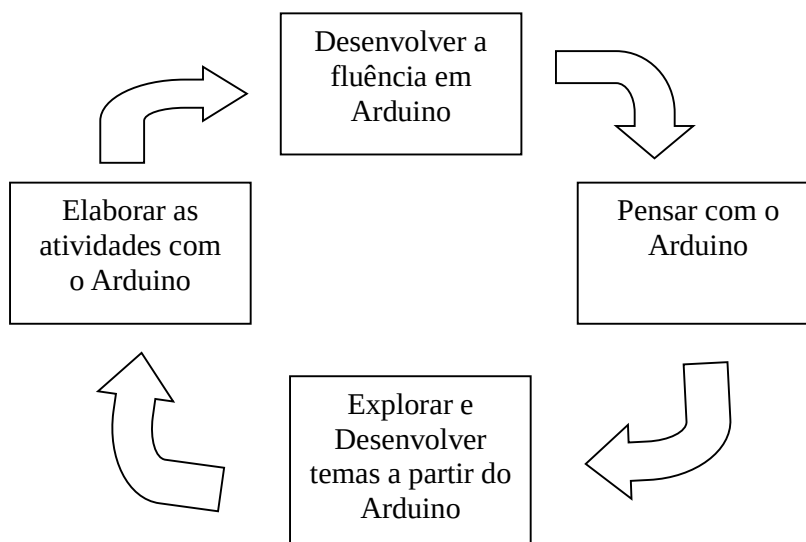 Desenvolver a
fluência em
Arduino
Pensar com o
Arduino
Explorar e
Desenvolver
temas a partir do
Arduino
Elaborar as
atividades com
o Arduino